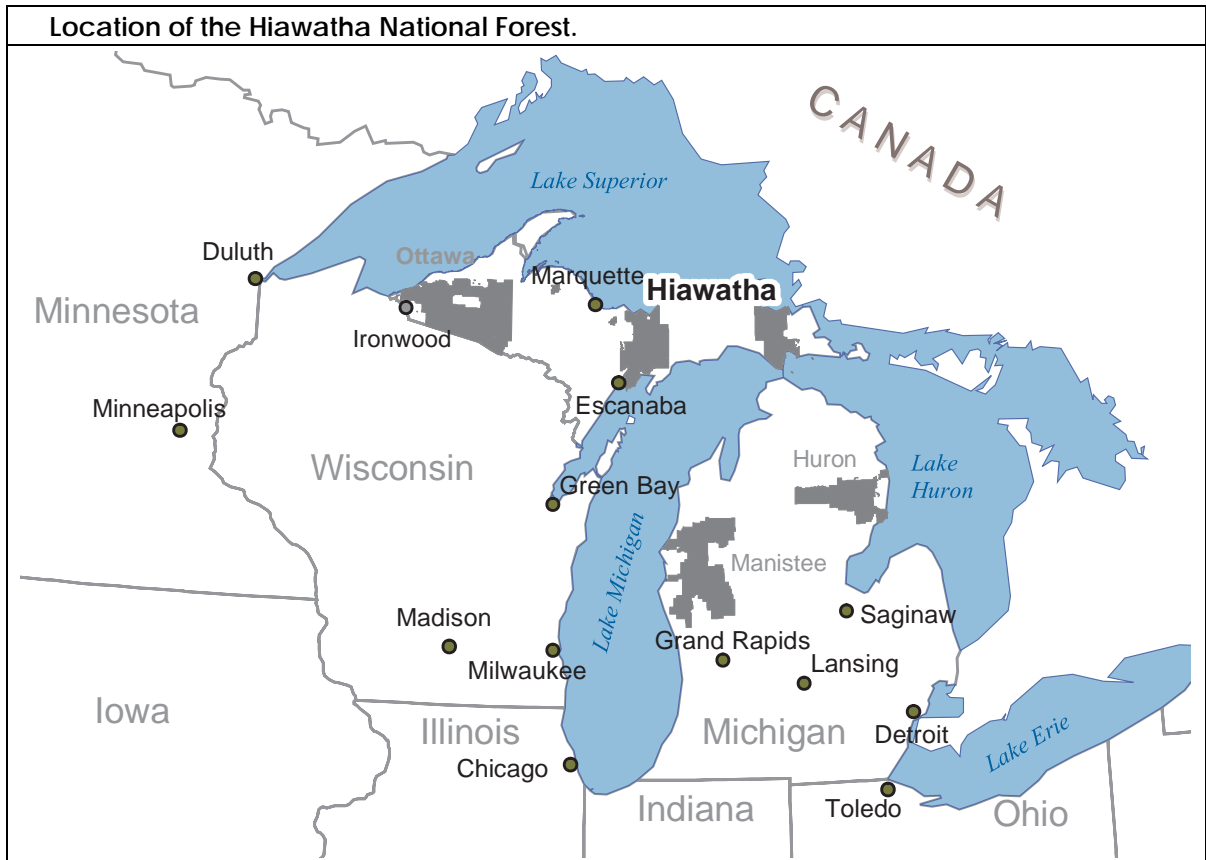 Location of the Hiawatha National Forest.
CANADA
Lake Superior
Duluth
Ottawa
Marquette
Hiawatha
Minnesota
Ironwood
Escanaba
Minneapolis
Wisconsin
Huron
Lake
Huron
Green Bay
Lake Michigan
Manistee
Madison
Saginaw
Grand Rapids
Milwaukee
Lansing
Iowa
Illinois
Michigan
Detroit
Lake Erie
Chicago
Indiana
Toledo
Ohio